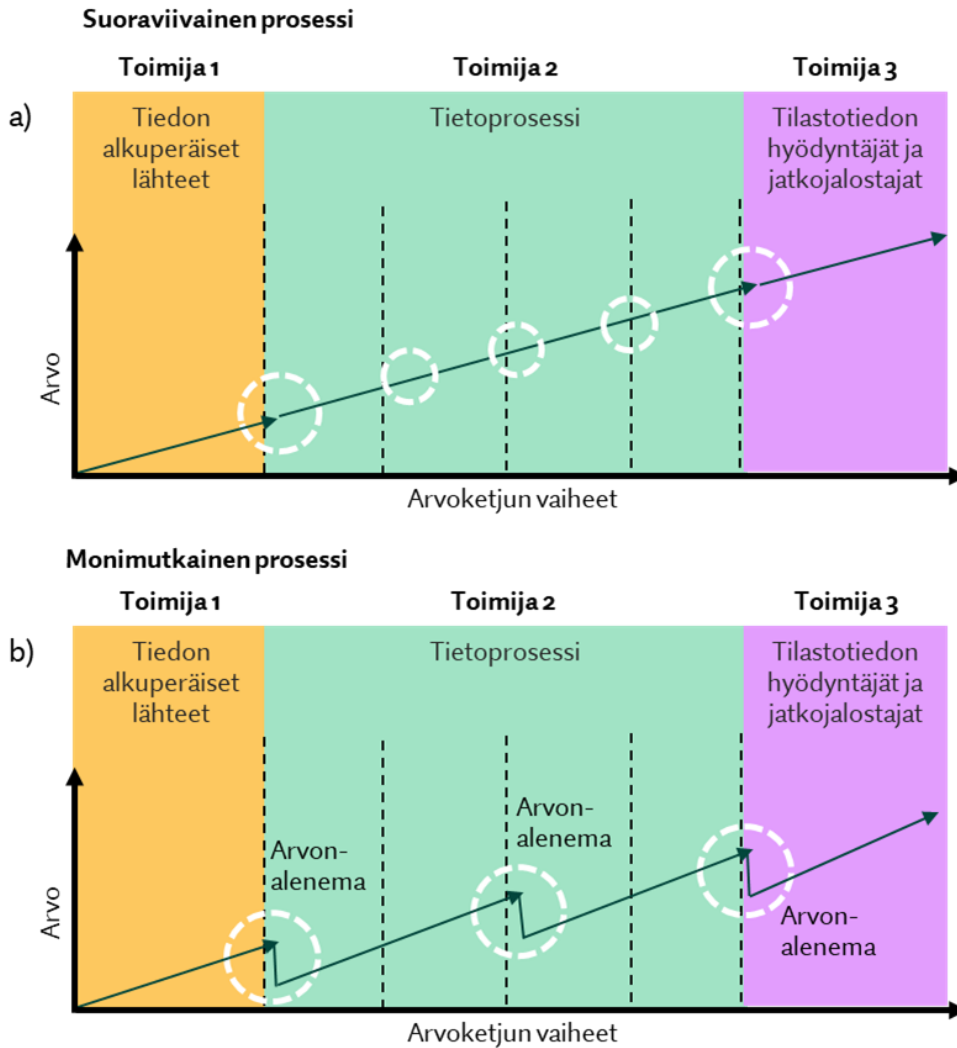 Suoraviivainen prosessi
Toimija 1
Toimija 2
Toimija 3
a)
Tiedon
alkuperäiset
lähteet
Tietoprosessi
Tilastotiedon
hyödyntäjät ja
jatkojalostajat
Arvo
Arvoketjun vaiheet
Monimutkainen prosessi
Toimija 1
Toimija 2
Toimija 3
b)
Tiedon
alkuperäiset
lähteet
Tietoprosessi
Tilastotiedon
hyödyntäjät ja
jatkojalostajat
Arvon-
alenema
Arvon-
alenema
Arvon-
alenema
Arvo
Arvoketjun vaiheet